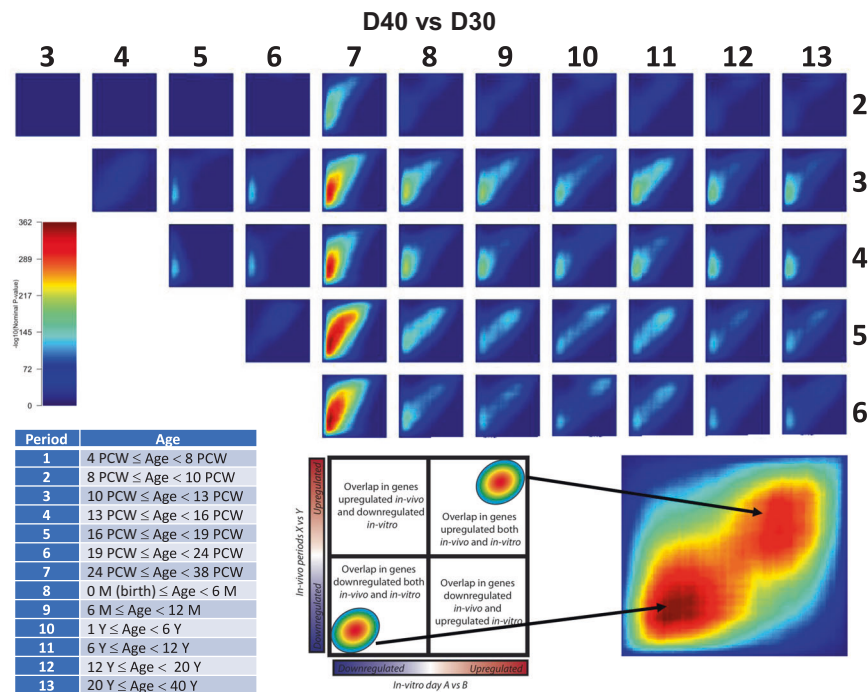 D40 vs D30
3 4 5 6 7 8 9 10 11 12 13
2
3
4
5
6
362
289
217
145
72
0
-log10(Nominal P-value)
Period Age
1 4 PCW ≤ Age < 8 PCW
2 8 PCW ≤ Age < 10 PCW
3 10 PCW ≤ Age < 13 PCW
4 13 PCW ≤ Age < 16 PCW
5 16 PCW ≤ Age < 19 PCW
6 19 PCW ≤ Age < 24 PCW
7 24 PCW ≤ Age < 38 PCW
8 0 M (birth) ≤ Age < 6 M
9 6 M ≤ Age < 12 M
10 1 Y ≤ Age < 6 Y
11 6 Y ≤ Age < 12 Y
12 12 Y ≤ Age < 20 Y
13 20 Y ≤ Age < 40 Y
In-vivo periods X vs Y
Downregulated Upregulated
Overlap in genes
upregulated in-vivo
and downregulated
in-vitro
Overlap in genes
upregulated both
in-vivo and in-vitro
Overlap in genes
downregulated both
in-vivo and in-vitro
Overlap in genes
downregulated
in-vivo and
upregulated in-vitro
Downregulated Upregulated
In-vitro day A vs B